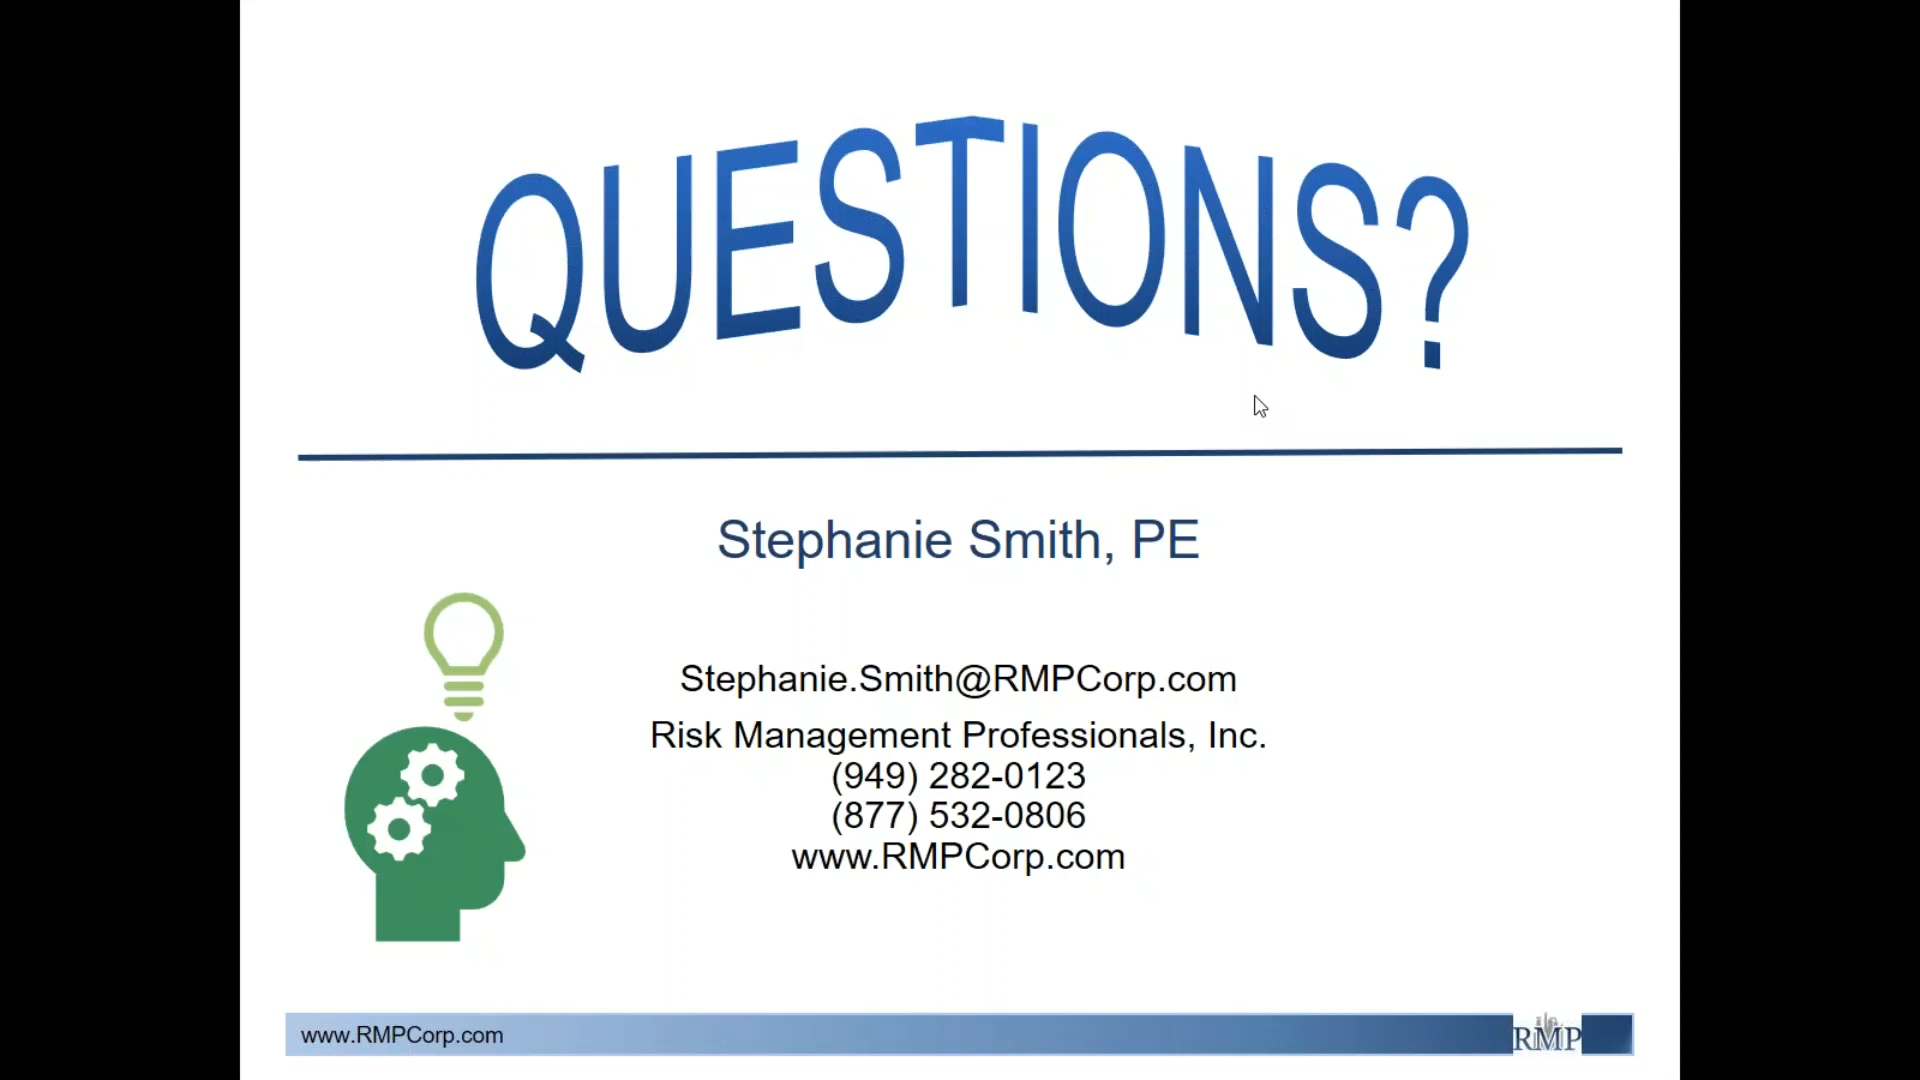 QUESTIONS?
Stephanie Smith, PE
Stephanie.Smith@RMPCorp.com
Risk Management Professionals, Inc.
(949) 282-0123
(877) 532-0806
www.RMPCorp.com
www.RMPCorp.com
RMP